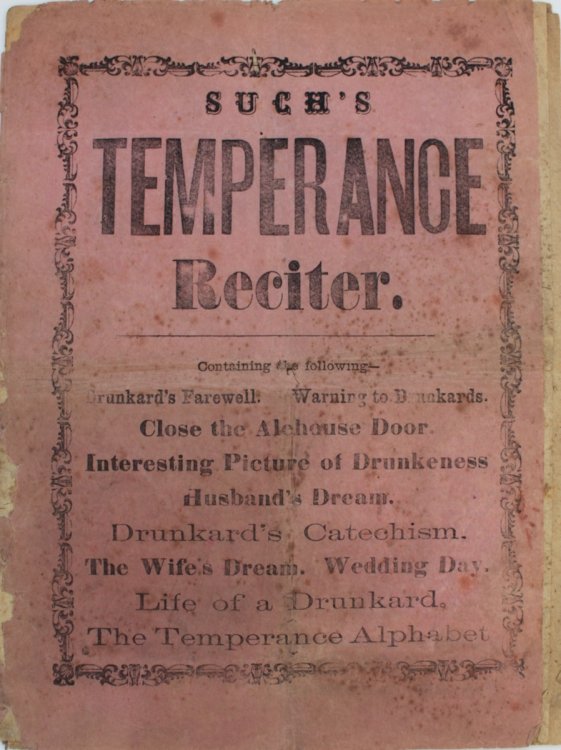 SUCH'S
TEMPERANCE
Reciter.
Containing the following—
Drunkard's Farewell. Warning to Drunkards.
Close the Alehouse Door.
Interesting Picture of Drunkeness
Husband's Dream.
Drunkard's Catechism.
The Wife's Dream. Wedding Day.
Life of a Drunkard,
The Temperance Alphabet